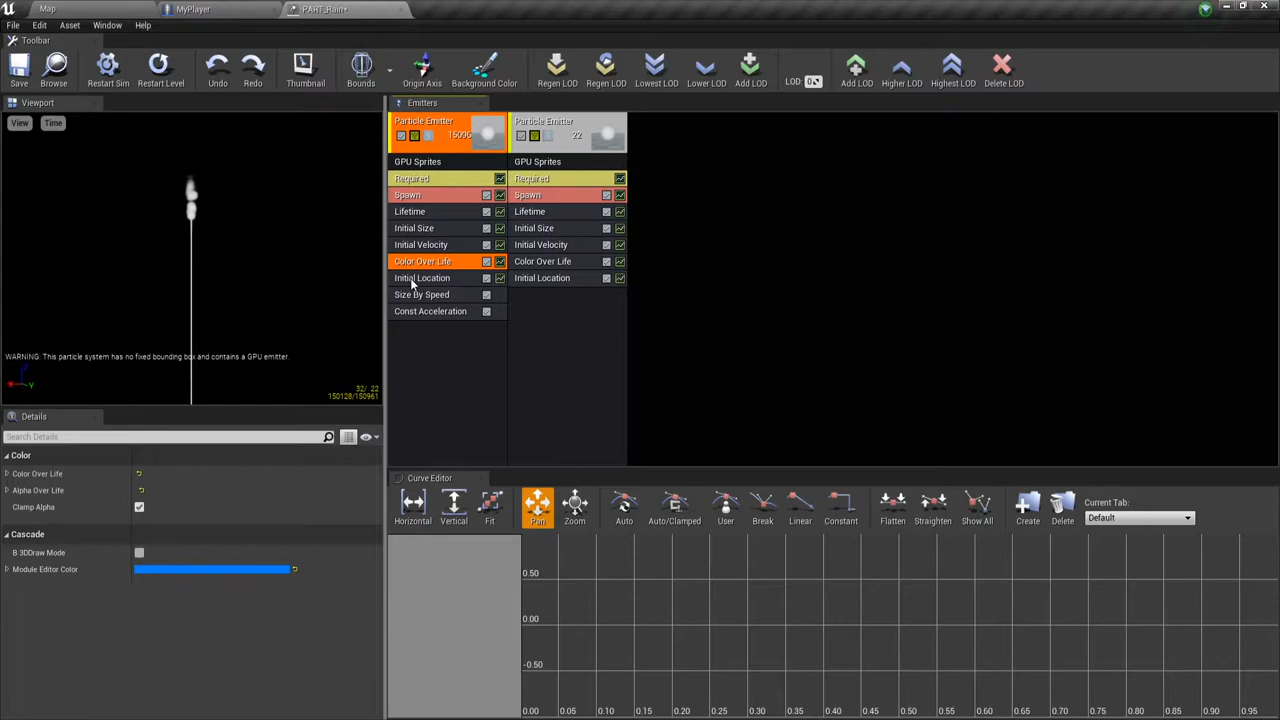 Map
MyPlayer
PART_Rain*
File Edit Asset Window Help
Toolbar
Save
Browse
Restart Sim
Restart Level
Undo
Redo
Thumbnail
Bounds
Origin Axis
Background Color
Regen LOD
Regen LOD
Lowest LOD
Lower LOD
Add LOD
LOD:
Add LOD
Higher LOD
Highest LOD
Delete LOD
Viewport
View
Time
WARNING: This particle system has no fixed bounding box and contains a GPU emitter.
32/ 22
150128/150961
Emitters
Particle Emitter
15096
GPU Sprites
Required
Spawn
Lifetime
Initial Size
Initial Velocity
Color Over Life
Initial Location
Size By Speed
Const Acceleration
Particle Emitter
22
GPU Sprites
Required
Spawn
Lifetime
Initial Size
Initial Velocity
Color Over Life
Initial Location
Details
Search Details
Color
Color Over Life
Alpha Over Life
Clamp Alpha
Cascade
B 3DDraw Mode
Module Editor Color
Curve Editor
Horizontal
Vertical
Fit
Pan
Zoom
Auto
Auto/Clamped
User
Break
Linear
Constant
Flatten
Straighten
Show All
Create
Delete
Current Tab:
Default
0.50
0.00
-0.50
0.00 0.05 0.10 0.15 0.20 0.25 0.30 0.35 0.40 0.45 0.50 0.55 0.60 0.65 0.70 0.75 0.80 0.85 0.90 0.95